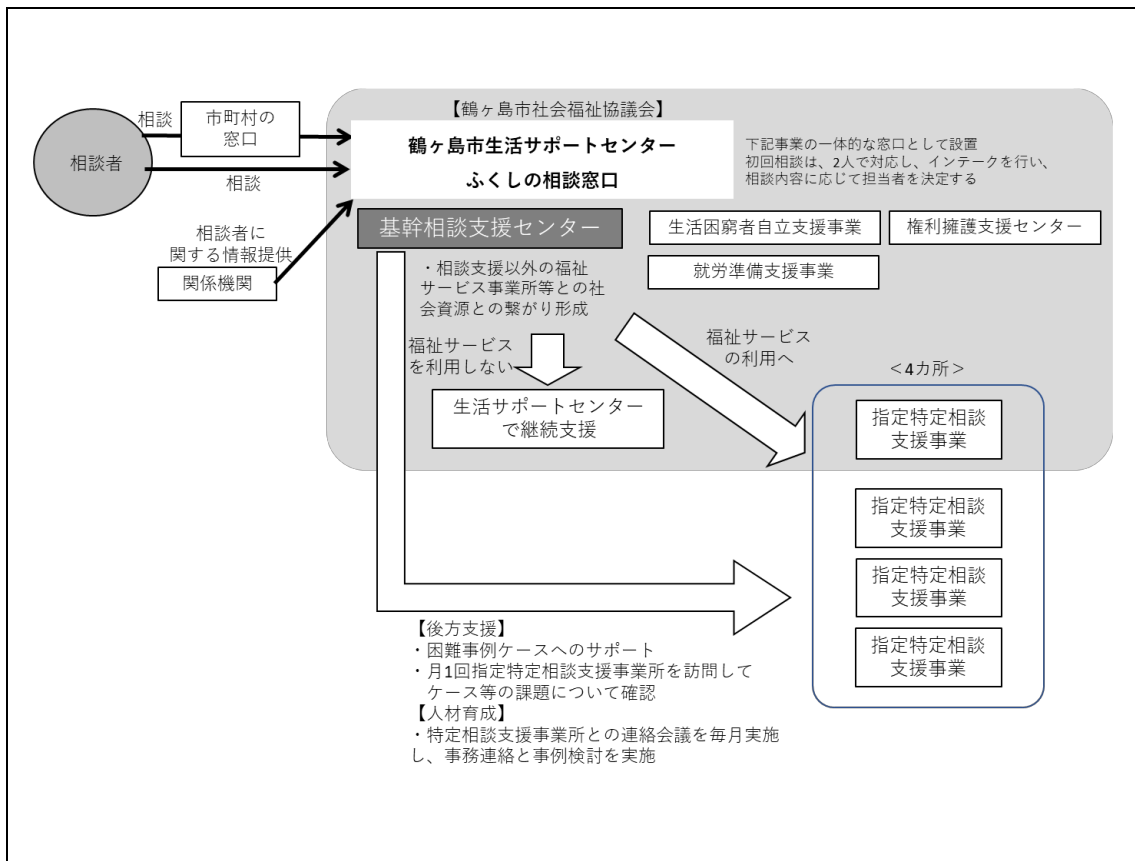 【鶴ヶ島市社会福祉協議会】
相談
市町村の
窓口
相談者
相談
鶴ヶ島市生活サポートセンター
ふくしの相談窓口
下記事業の一体的な窓口として設置
初回相談は、2人で対応し、インテークを行い、
相談内容に応じて担当者を決定する
相談者に
関する情報提供
関係機関
基幹相談支援センター
生活困窮者自立支援事業
権利擁護支援センター
就労準備支援事業
・相談支援以外の福祉
サービス事業所等との社
会資源との繋がり形成
福祉サービス
を利用しない
福祉サービス
の利用へ
生活サポートセンター
で継続支援
<4カ所>
指定特定相談
支援事業
指定特定相談
支援事業
指定特定相談
支援事業
指定特定相談
支援事業
【後方支援】
・困難事例ケースへのサポート
・月1回指定特定相談支援事業所を訪問して
ケース等の課題について確認
【人材育成】
・特定相談支援事業所との連絡会議を毎月実施
し、事務連絡と事例検討を実施